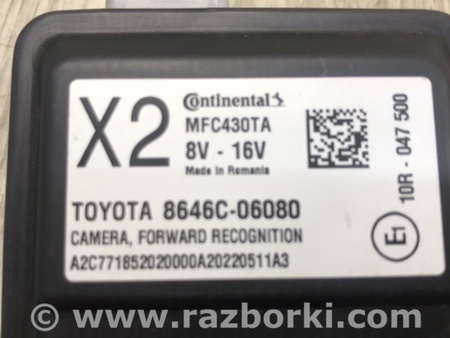 X2
Continental
MFC430TA
8V - 16V
Made in Romania
TOYOTA 8646C-06080
CAMERA, FORWARD RECOGNITION
A2C771852020000A20220511A3
E1
10R - 047 500
© www.razborki.com